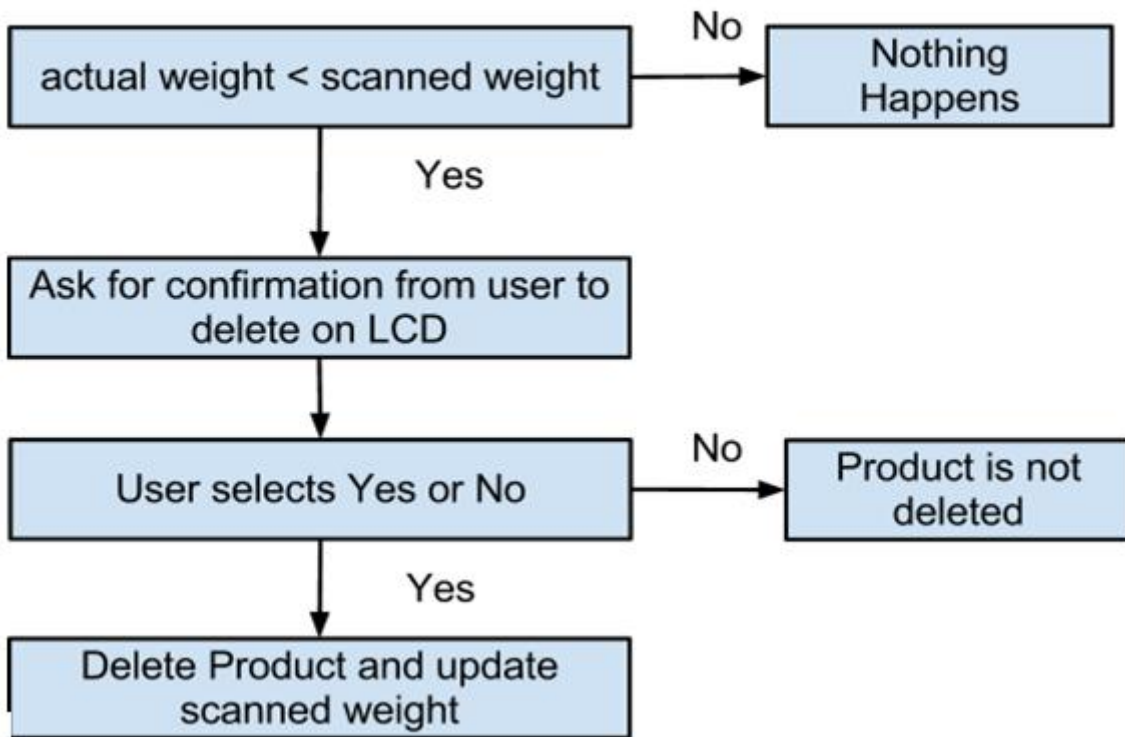 actual weight < scanned weight
No
Nothing
Happens
Yes
Ask for confirmation from user to
delete on LCD
User selects Yes or No
No
Product is not
deleted
Yes
Delete Product and update
scanned weight